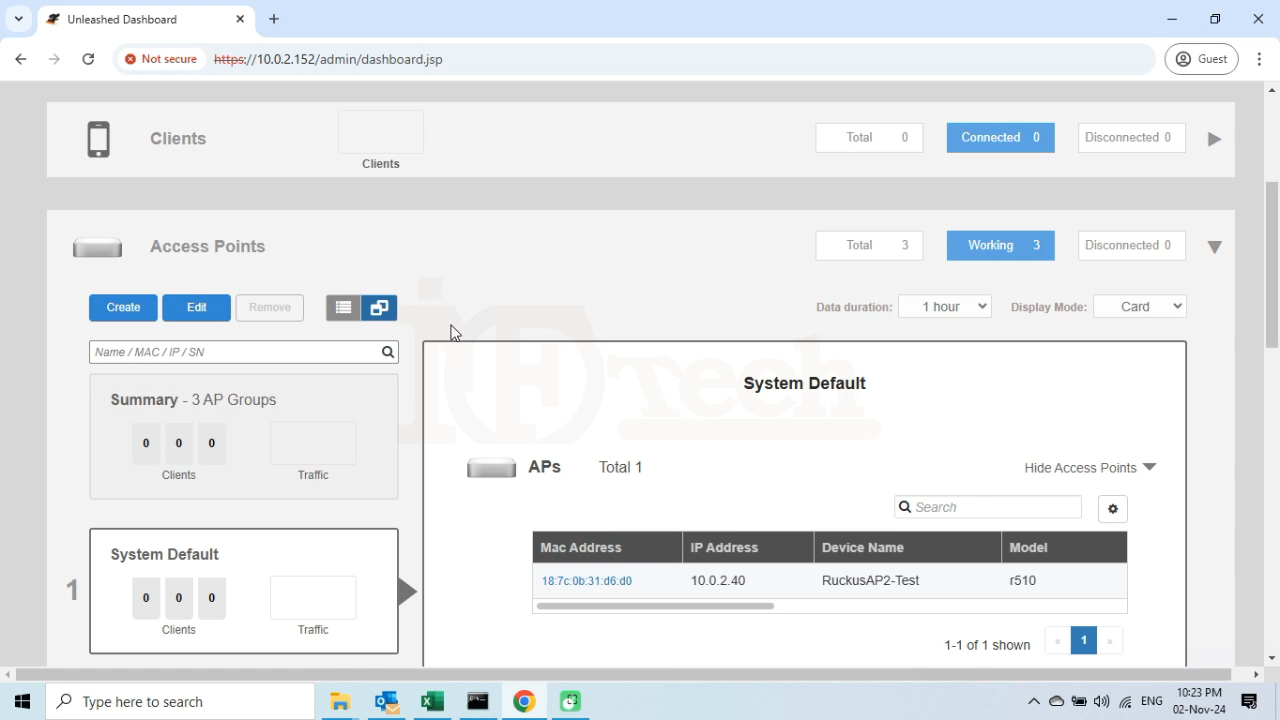 Unleashed Dashboard
Not secure
https://10.0.2.152/admin/dashboard.jsp
Guest
Clients
Clients
Total 0
Connected 0
Disconnected 0
Access Points
Total 3
Working 3
Disconnected 0
Create
Edit
Remove
Data duration: 1 hour
Display Mode: Card
Name / MAC / IP / SN
Summary - 3 AP Groups
0 0 0
Clients
Traffic
1
System Default
0 0 0
Clients
Traffic
System Default
APs Total 1
Hide Access Points
Search
Mac Address IP Address Device Name Model
18:7c:0b:31:d6:d0 10.0.2.40 RuckusAP2-Test r510
1-1 of 1 shown « 1 »
iFTech
Type here to search
ENG
10:23 PM
02-Nov-24